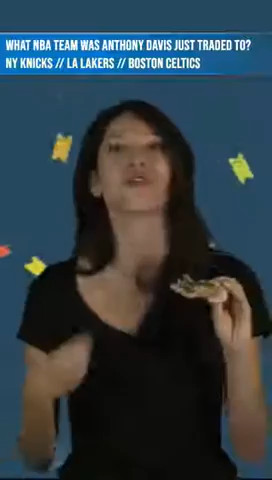 WHAT NBA TEAM WAS ANTHONY DAVIS JUST TRADED TO?
NY KNICKS // LA LAKERS // BOSTON CELTICS